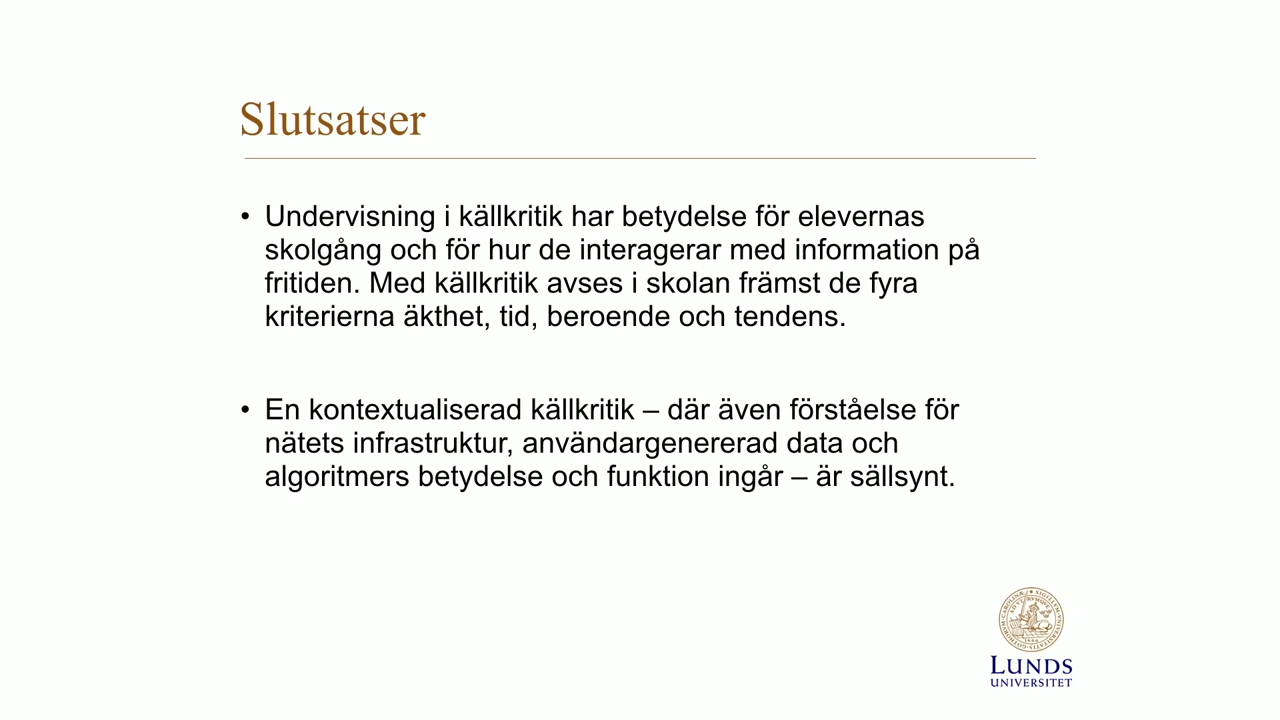 Slutsatser
• Undervisning i källkritik har betydelse för elevernas
skolgång och för hur de interagerar med information på
fritiden. Med källkritik avses i skolan främst de fyra
kriterierna äkthet, tid, beroende och tendens.
• En kontextualiserad källkritik – där även förståelse för
nätets infrastruktur, användargenererad data och
algoritmers betydelse och funktion ingår – är sällsynt.
LUNDS
UNIVERSITET